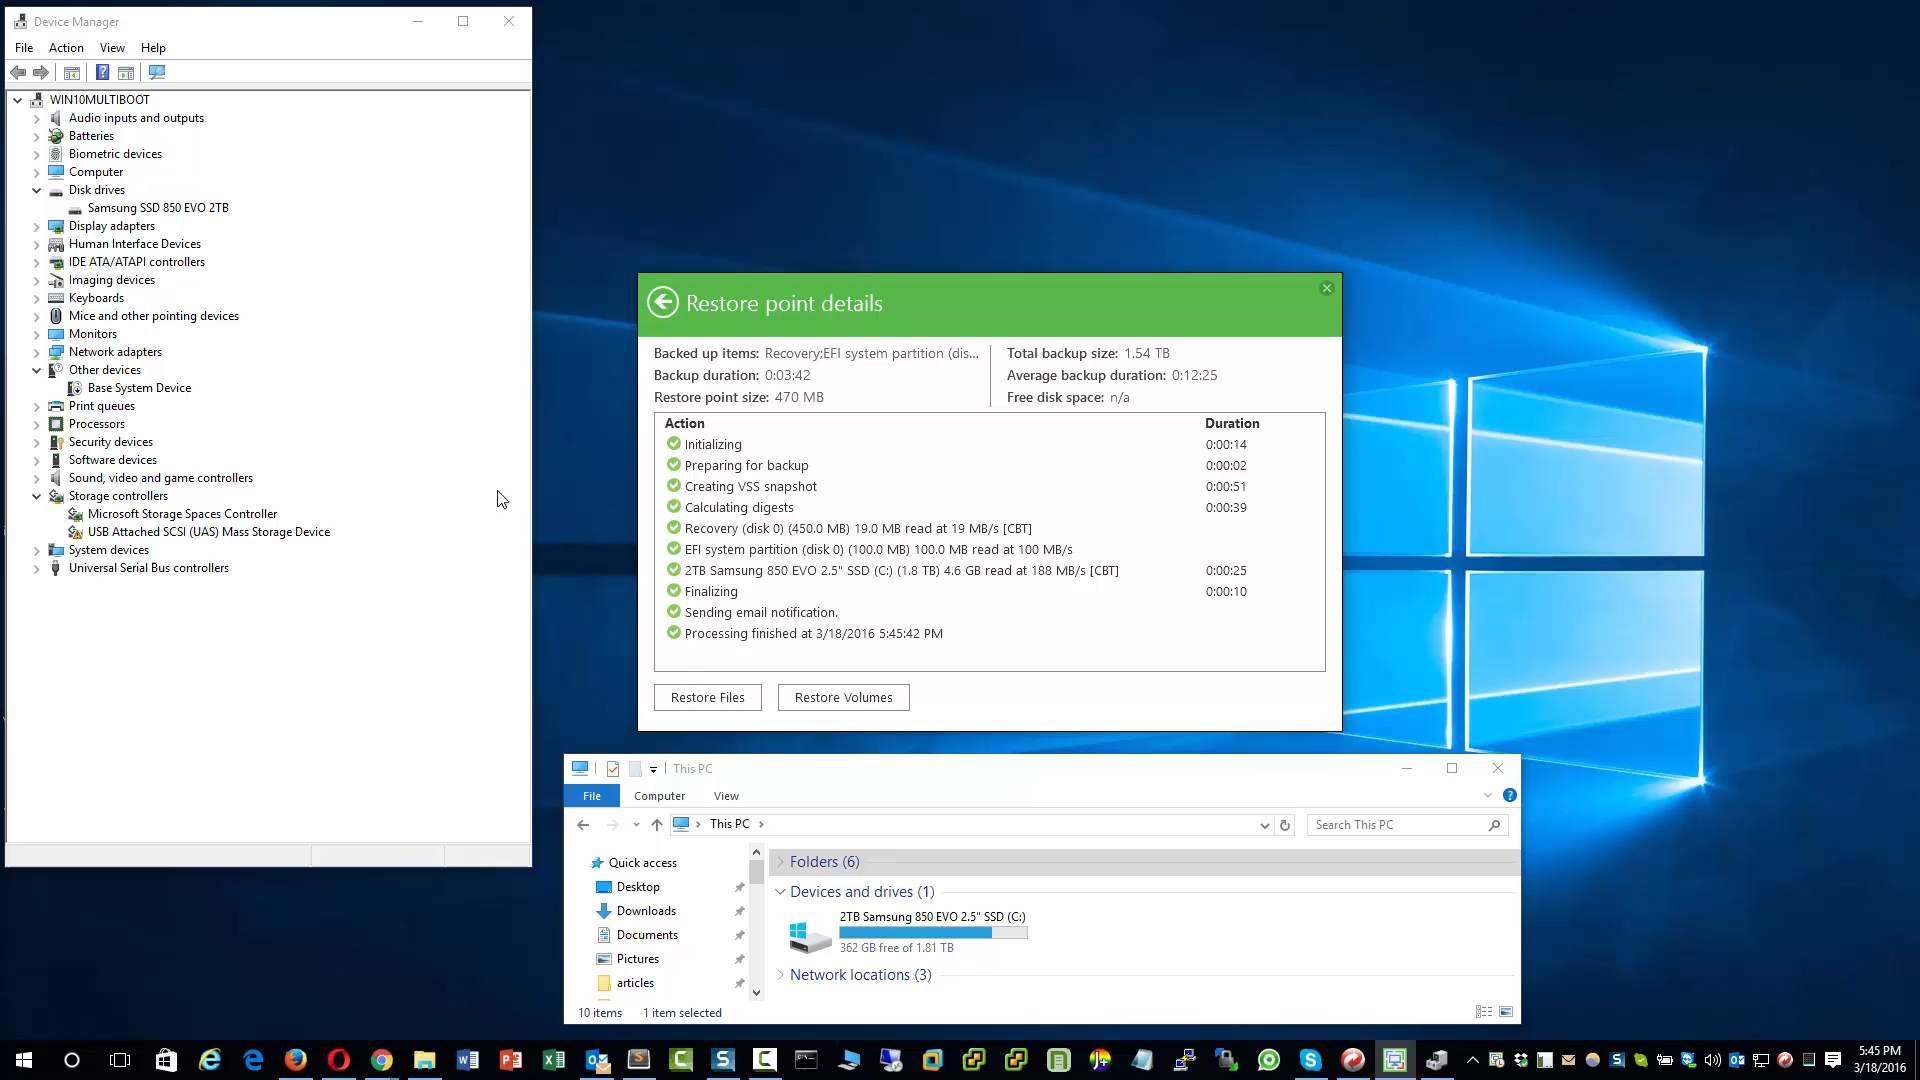 Device Manager
File Action View Help
WIN10MULTIBOOT
Audio inputs and outputs
Batteries
Biometric devices
Computer
Disk drives
Samsung SSD 850 EVO 2TB
Display adapters
Human Interface Devices
IDE ATA/ATAPI controllers
Imaging devices
Keyboards
Mice and other pointing devices
Monitors
Network adapters
Other devices
Base System Device
Print queues
Processors
Security devices
Software devices
Sound, video and game controllers
Storage controllers
Microsoft Storage Spaces Controller
USB Attached SCSI (UAS) Mass Storage Device
System devices
Universal Serial Bus controllers
Restore point details
Backed up items: Recovery;EFI system partition (dis...
Backup duration: 0:03:42
Restore point size: 470 MB
Total backup size: 1.54 TB
Average backup duration: 0:12:25
Free disk space: n/a
Action Duration
Initializing 0:00:14
Preparing for backup 0:00:02
Creating VSS snapshot 0:00:51
Calculating digests 0:00:39
Recovery (disk 0) (450.0 MB) 19.0 MB read at 19 MB/s [CBT]
EFI system partition (disk 0) (100.0 MB) 100.0 MB read at 100 MB/s
2TB Samsung 850 EVO 2.5" SSD (C:) (1.8 TB) 4.6 GB read at 188 MB/s [CBT] 0:00:25
Finalizing 0:00:10
Sending email notification.
Processing finished at 3/18/2016 5:45:42 PM
Restore Files Restore Volumes
This PC
File Computer View
This PC
Search This PC
Quick access
Desktop
Downloads
Documents
Pictures
articles
Folders (6)
Devices and drives (1)
2TB Samsung 850 EVO 2.5" SSD (C:)
362 GB free of 1.81 TB
Network locations (3)
10 items 1 item selected
5:45 PM
3/18/2016